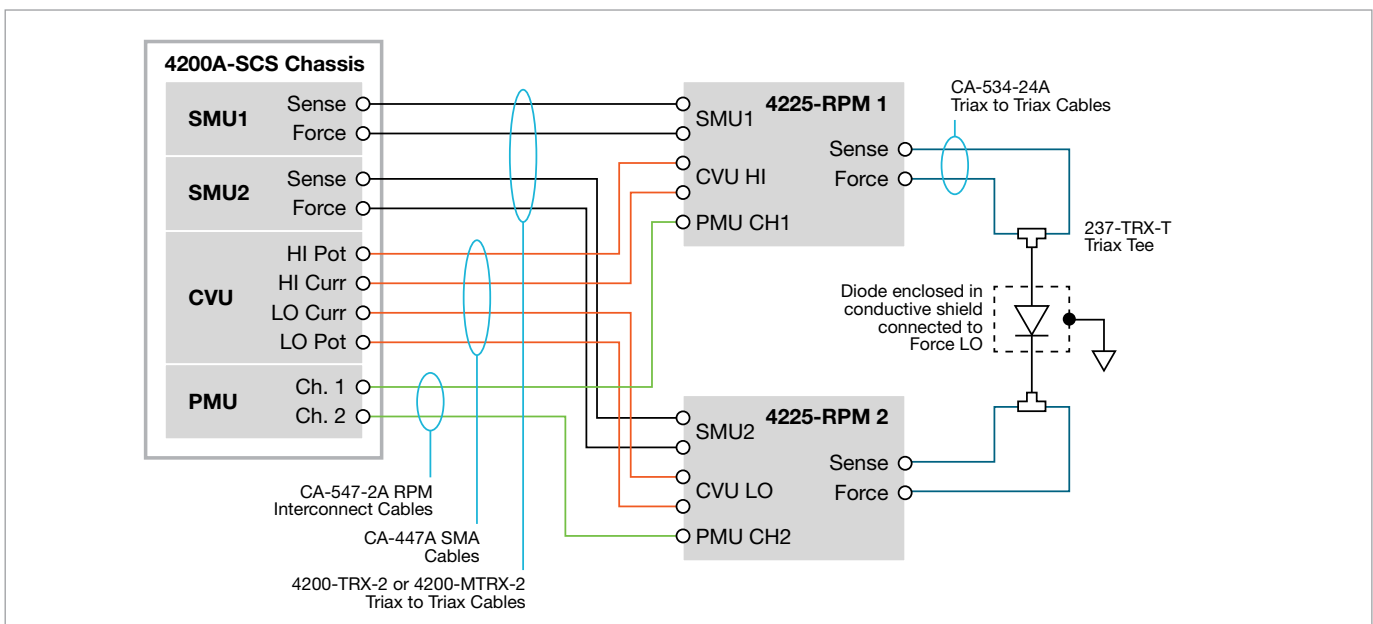 4200A-SCS Chassis
SMU1
Sense
Force
SMU2
Sense
Force
CVU
HI Pot
HI Curr
LO Curr
LO Pot
PMU
Ch. 1
Ch. 2
CA-547-2A RPM
Interconnect Cables
CA-447A SMA
Cables
4200-TRX-2 or 4200-MTRX-2
Triax to Triax Cables
4225-RPM 1
SMU1
CVU HI
PMU CH1
Sense
Force
CA-534-24A
Triax to Triax Cables
237-TRX-T
Triax Tee
Diode enclosed in
conductive shield
connected to
Force LO
4225-RPM 2
SMU2
CVU LO
PMU CH2
Sense
Force